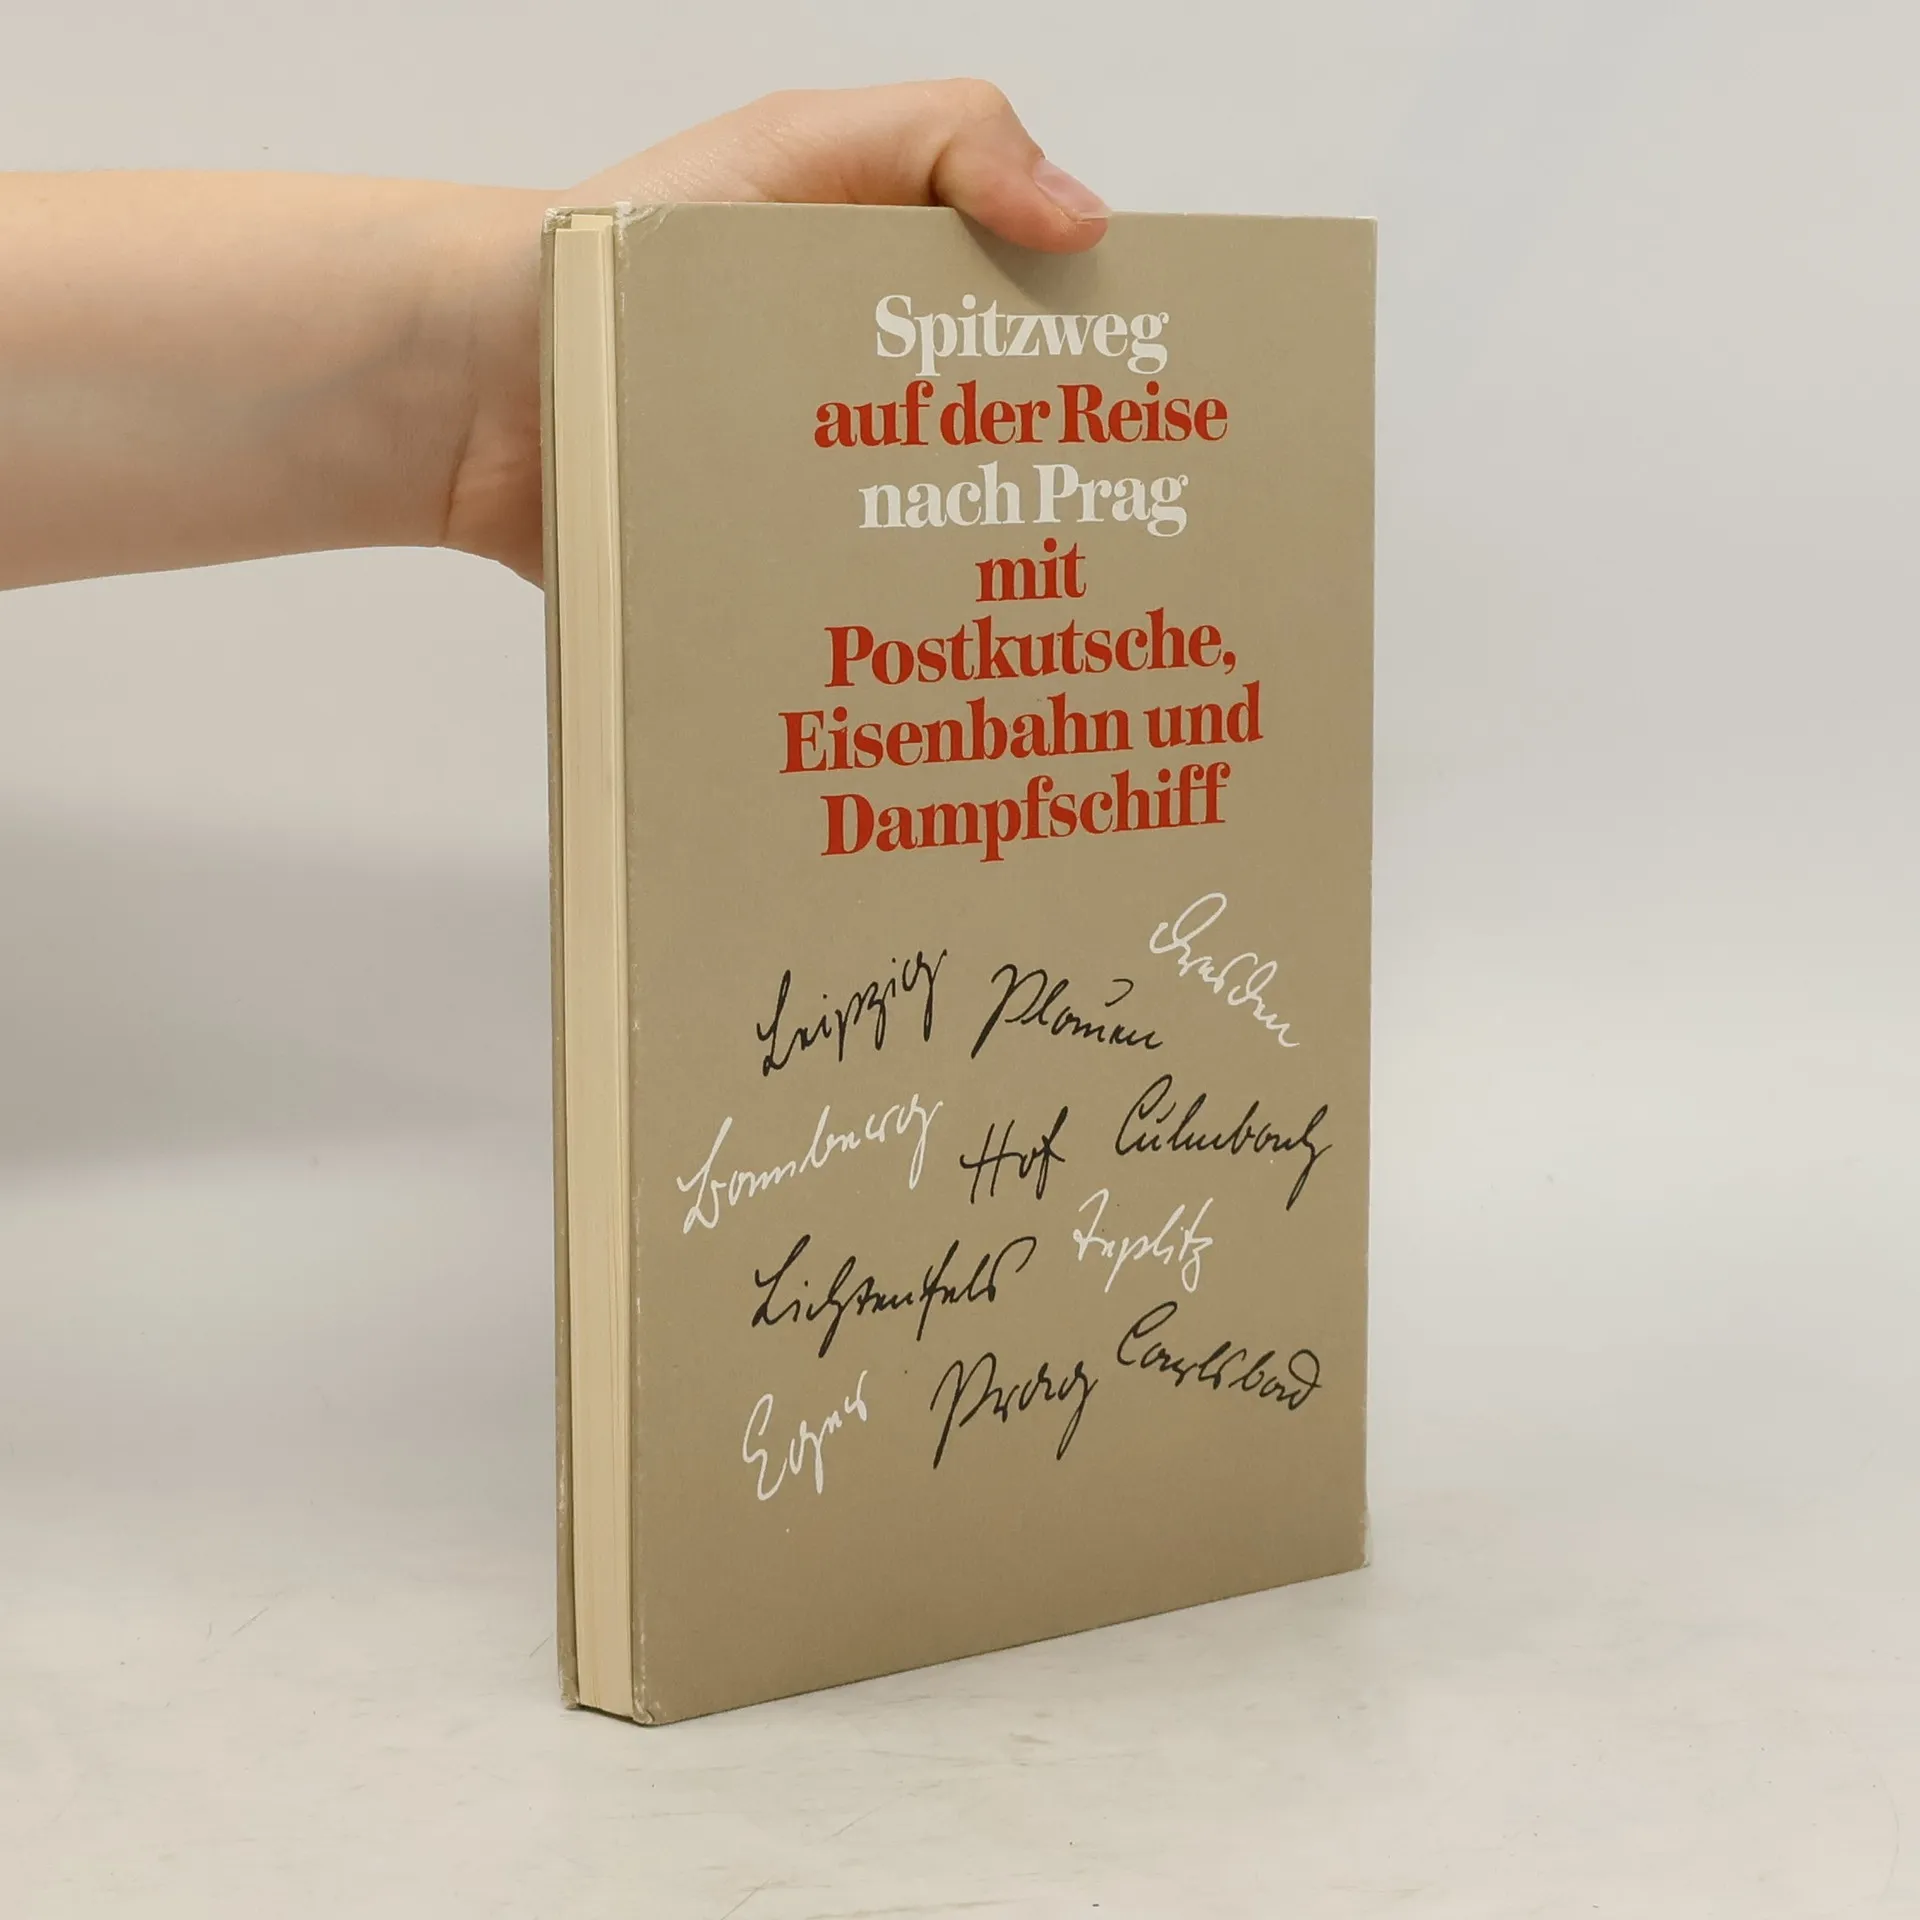 Spitzweg
auf der Reise
nach Prag
mit
Postkutsche,
Eisenbahn und
Dampfschiff
Leipzig Plauen Dresden
Bamberg Hof Culmbach
Lichtenfels Teplitz
Eger Prag Carlsbad